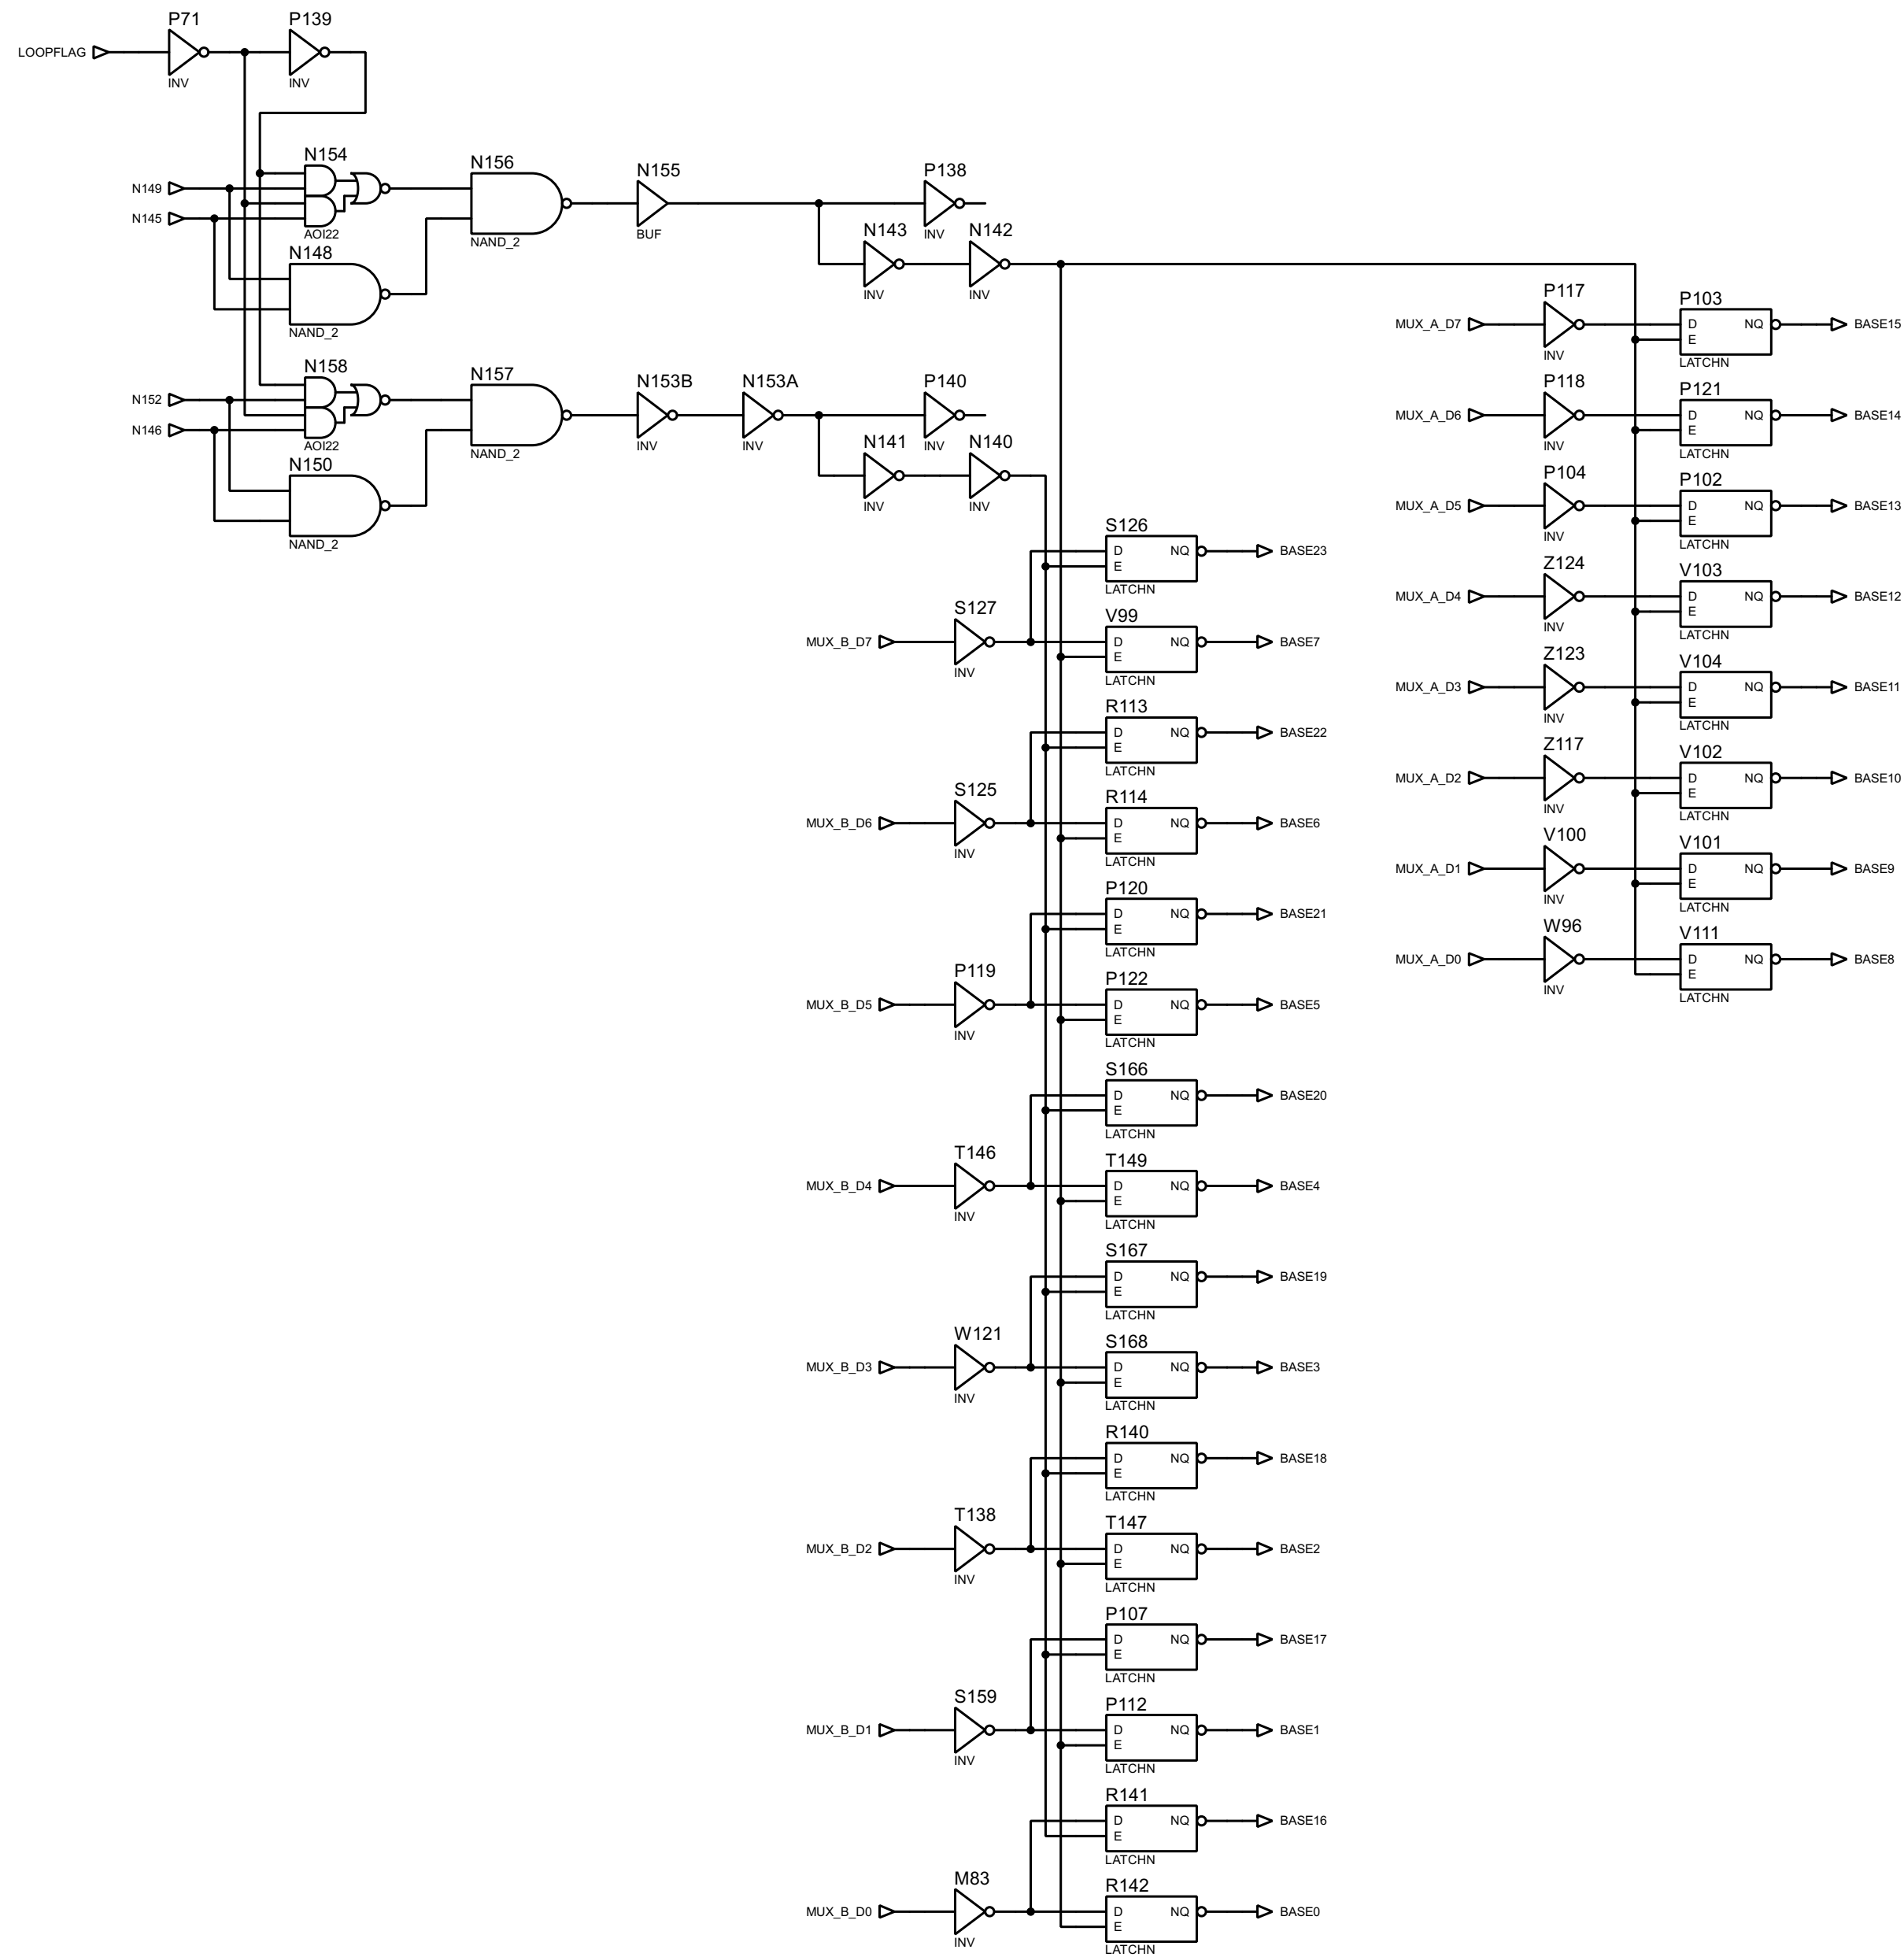 P71
P139
LOOPFLAG
INV
INV
N154
N156
N155
P138
N149
N145
AOI22
NAND_2
BUF
INV
N148
N143
N142
NAND_2
INV
INV
N158
N157
N153B
N153A
P140
N152
N146
AOI22
NAND_2
INV
INV
INV
N150
N141
N140
NAND_2
INV
INV
S126
D NQ BASE23
E
LATCHN
S127
V99
MUX_B_D7
D NQ BASE7
E
INV
LATCHN
R113
D NQ BASE22
E
LATCHN
S125
R114
MUX_B_D6
D NQ BASE6
E
INV
LATCHN
P120
D NQ BASE21
E
LATCHN
P119
P122
MUX_B_D5
D NQ BASE5
E
INV
LATCHN
S166
D NQ BASE20
E
LATCHN
T146
T149
MUX_B_D4
D NQ BASE4
E
INV
LATCHN
S167
D NQ BASE19
E
LATCHN
W121
S168
MUX_B_D3
D NQ BASE3
E
INV
LATCHN
R140
D NQ BASE18
E
LATCHN
T138
T147
MUX_B_D2
D NQ BASE2
E
INV
LATCHN
P107
D NQ BASE17
E
LATCHN
S159
P112
MUX_B_D1
D NQ BASE1
E
INV
LATCHN
R141
D NQ BASE16
E
LATCHN
M83
R142
MUX_B_D0
D NQ BASE0
E
INV
LATCHN
P117
P103
MUX_A_D7
D NQ BASE15
E
INV
LATCHN
P118
P121
MUX_A_D6
D NQ BASE14
E
INV
LATCHN
P104
P102
MUX_A_D5
D NQ BASE13
E
INV
LATCHN
Z124
V103
MUX_A_D4
D NQ BASE12
E
INV
LATCHN
Z123
V104
MUX_A_D3
D NQ BASE11
E
INV
LATCHN
Z117
V102
MUX_A_D2
D NQ BASE10
E
INV
LATCHN
V100
V101
MUX_A_D1
D NQ BASE9
E
INV
LATCHN
W96
V111
MUX_A_D0
D NQ BASE8
E
INV
LATCHN